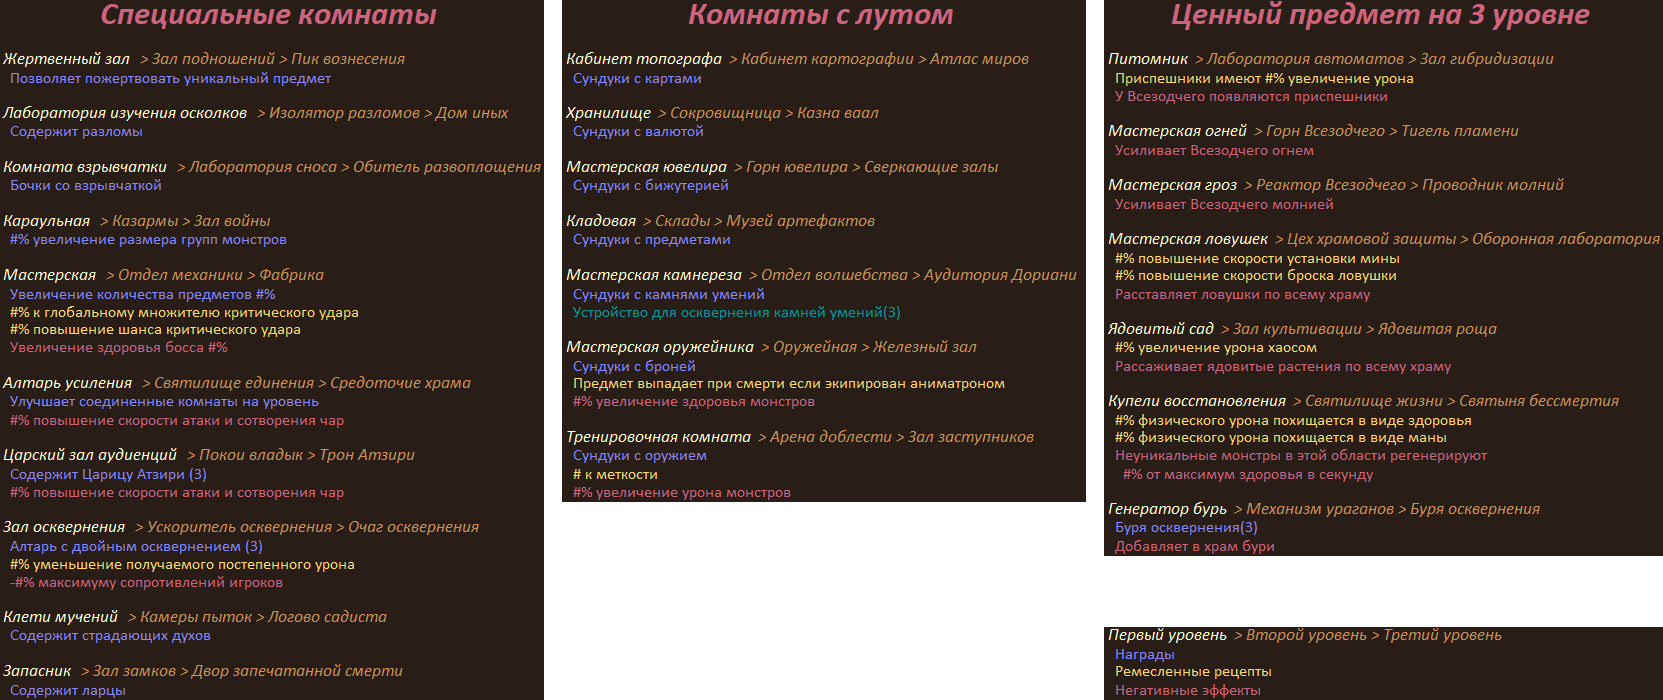 Специальные комнаты
Жертвенный зал > Зал подношений > Пик вознесения
Позволяет пожертвовать уникальный предмет
Лаборатория изучения осколков > Изолятор разломов > Дом иных
Содержит разломы
Комната взрывчатки > Лаборатория сноса > Обитель развоплощения
Бочки со взрывчаткой
Караульная > Казармы > Зал войны
#% увеличение размера групп монстров
Мастерская > Отдел механики > Фабрика
Увеличение количества предметов #%
#% к глобальному множителю критического удара
#% повышение шанса критического удара
Увеличение здоровья босса #%
Алтарь усиления > Святилище единения > Средоточие храма
Улучшает соединенные комнаты на уровень
#% повышение скорости атаки и сотворения чар
Царский зал аудиенций > Покои владык > Трон Атзири
Содержит Царицу Атзири (3)
#% повышение скорости атаки и сотворения чар
Зал осквернения > Ускоритель осквернения > Очаг осквернения
Алтарь с двойным осквернением (3)
#% уменьшение получаемого постепенного урона
-#% максимуму сопротивлений игроков
Клети мучений > Камеры пыток > Логово садиста
Содержит страдающих духов
Запасник > Зал замков > Двор запечатанной смерти
Содержит ларцы
Комнаты с лутом
Кабинет топографа > Кабинет картографии > Атлас миров
Сундуки с картами
Хранилище > Сокровищница > Казна ваал
Сундуки с валютой
Мастерская ювелира > Горн ювелира > Сверкающие залы
Сундуки с бижутерией
Кладовая > Склады > Музей артефактов
Сундуки с предметами
Мастерская камнереза > Отдел волшебства > Аудитория Дориани
Сундуки с камнями умений
Устройство для осквернения камней умений(3)
Мастерская оружейника > Оружейная > Железный зал
Сундуки с броней
Предмет выпадает при смерти если экипирован аниматроном
#% увеличение здоровья монстров
Тренировочная комната > Арена доблести > Зал заступников
Сундуки с оружием
# к меткости
#% увеличение урона монстров
Ценный предмет на 3 уровне
Питомник > Лаборатория автоматов > Зал гибридизации
Приспешники имеют #% увеличение урона
У Всезодчего появляются приспешники
Мастерская огней > Горн Всезодчего > Тигель пламени
Усиливает Всезодчего огнем
Мастерская гроз > Реактор Всезодчего > Проводник молний
Усиливает Всезодчего молнией
Мастерская ловушек > Цех храмовой защиты > Оборонная лаборатория
#% повышение скорости установки мины
#% повышение скорости броска ловушки
Расставляет ловушки по всему храму
Ядовитый сад > Зал культивации > Ядовитая роща
#% увеличение урона хаосом
Рассаживает ядовитые растения по всему храму
Купели восстановления > Святилище жизни > Святыня бессмертия
#% физического урона похищается в виде здоровья
#% физического урона похищается в виде маны
Неуникальные монстры в этой области регенерируют
#% от максимум здоровья в секунду
Генератор бурь > Механизм ураганов > Буря осквернения
Буря осквернения(3)
Добавляет в храм бури
Первый уровень > Второй уровень > Третий уровень
Награды
Ремесленные рецепты
Негативные эффекты